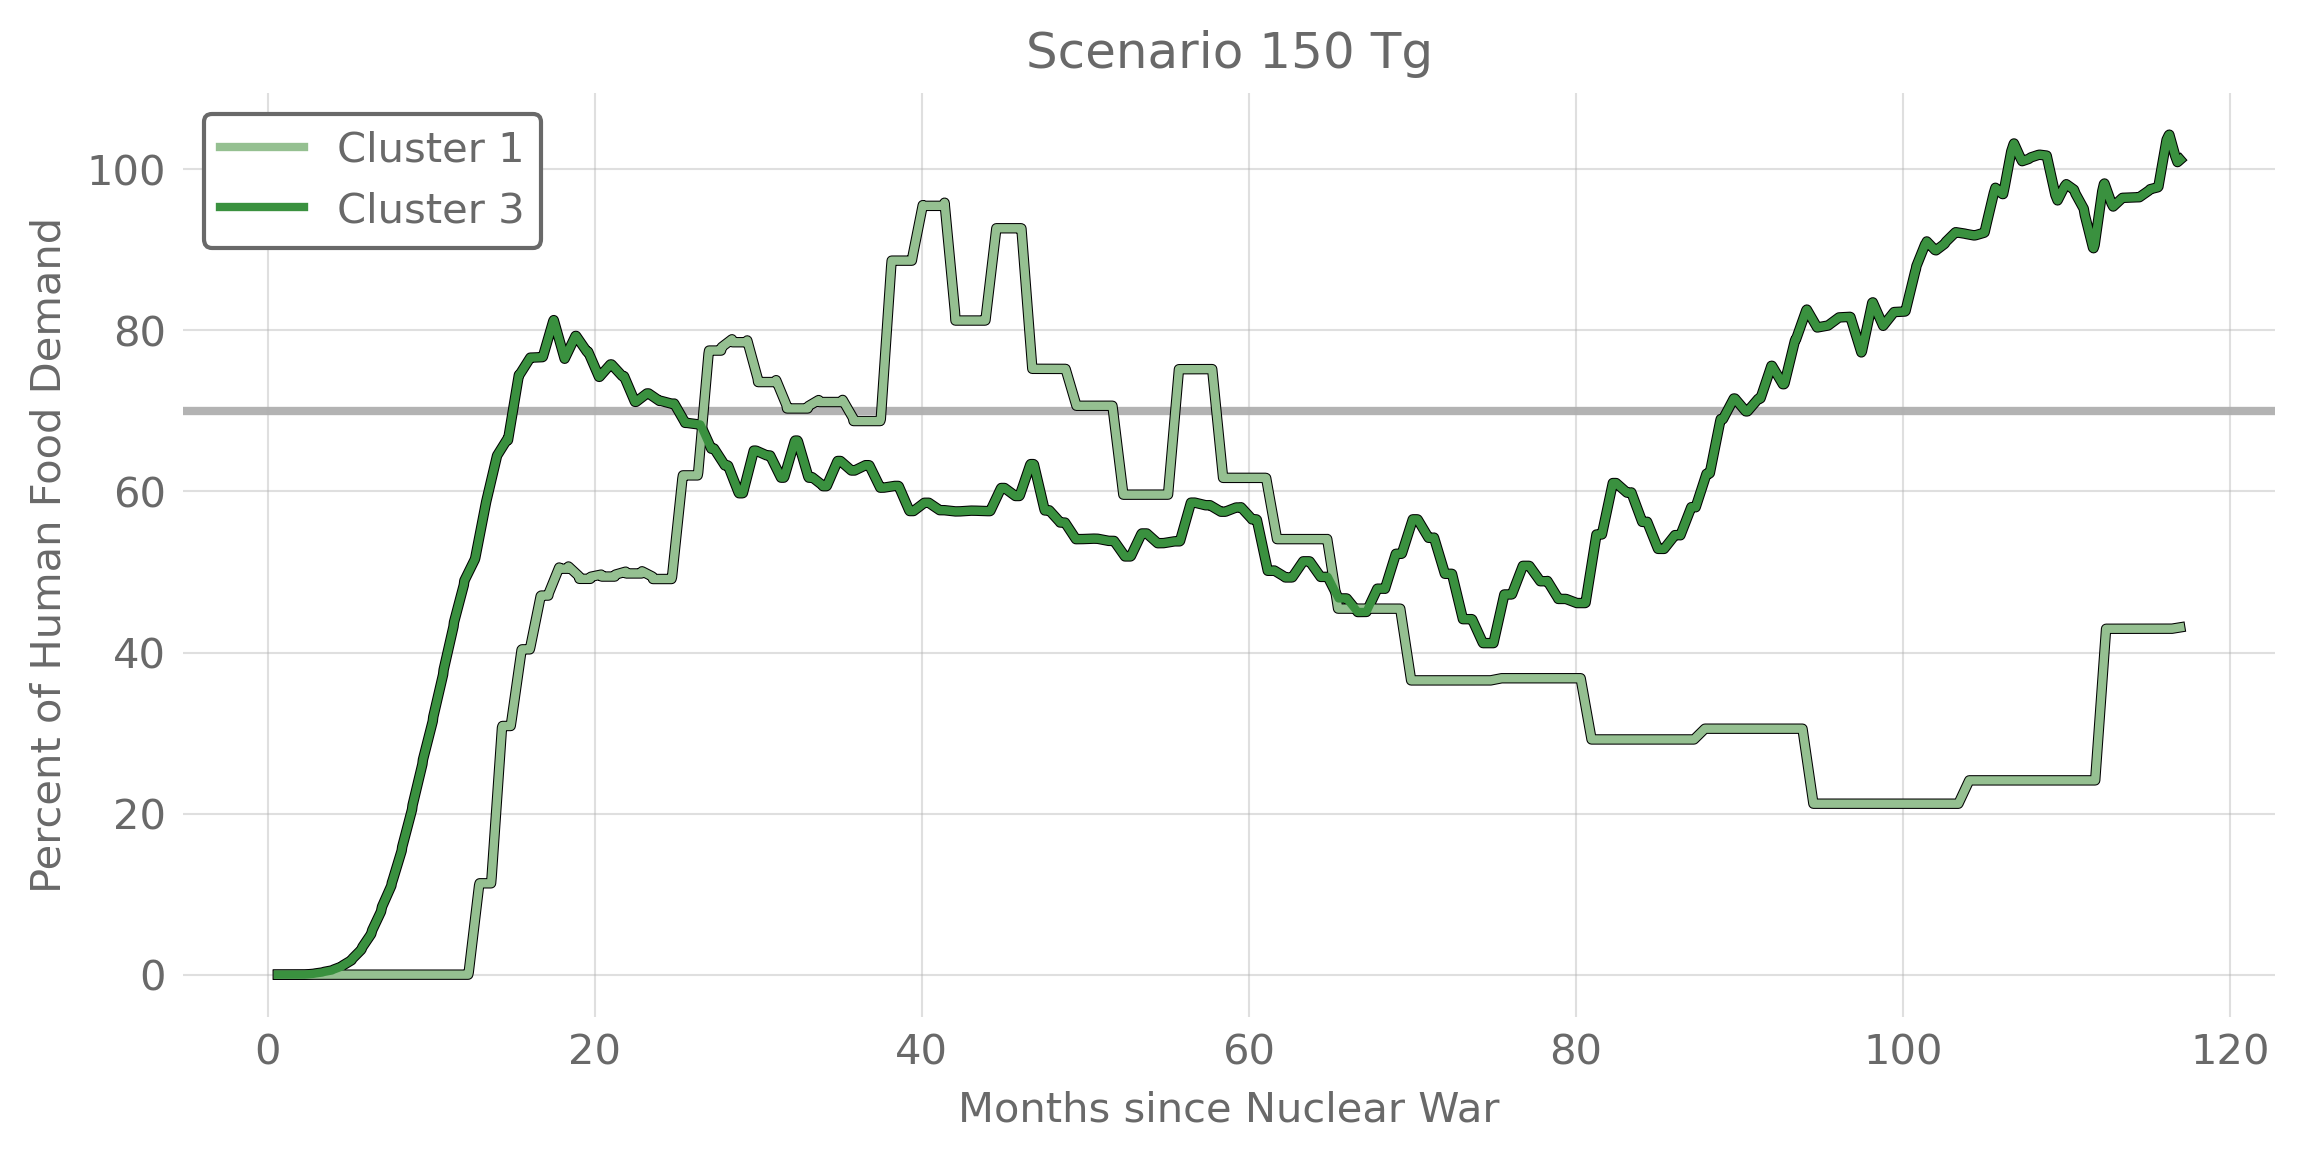 Scenario 150 Tg
Cluster 1
Cluster 3
Percent of Human Food Demand
100
80
60
40
20
0
0 20 40 60 80 100 120
Months since Nuclear War